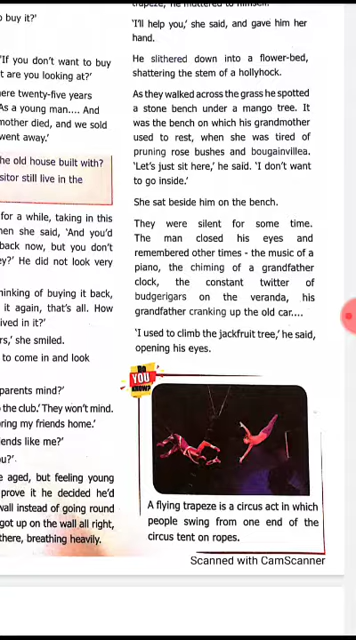 o buy it?'
'If you don't want to buy
t are you looking at?'
ere twenty-five years
As a young man.... And
mother died, and we sold
went away.'
he old house built with?
sitor still live in the
for a while, taking in this
hen she said, 'And you'd
back now, but you don't
ey?' He did not look very
hinking of buying it back,
it again, that's all. How
ived in it?'
rs,' she smiled.
to come in and look
parents mind?'
the club.' They won't mind.
ring my friends home.'
iends like me?'
ou?'
e aged, but feeling young
prove it he decided he'd
wall instead of going round
got up on the wall all right,
there, breathing heavily.
trapeze, he muttered to himself.
'I'll help you,' she said, and gave him her
hand.
He slithered down into a flower-bed,
shattering the stem of a hollyhock.
As they walked across the grass he spotted
a stone bench under a mango tree. It
was the bench on which his grandmother
used to rest, when she was tired of
pruning rose bushes and bougainvillea.
'Let's just sit here,' he said. 'I don't want
to go inside.'
She sat beside him on the bench.
They were silent for some time.
The man closed his eyes and
remembered other times - the music of a
piano, the chiming of a grandfather
clock, the constant twitter of
budgerigars on the veranda, his
grandfather cranking up the old car....
'I used to climb the jackfruit tree,' he said,
opening his eyes.
DO
YOU
KNOW?
A flying trapeze is a circus act in which
people swing from one end of the
circus tent on ropes.
Scanned with CamScanner